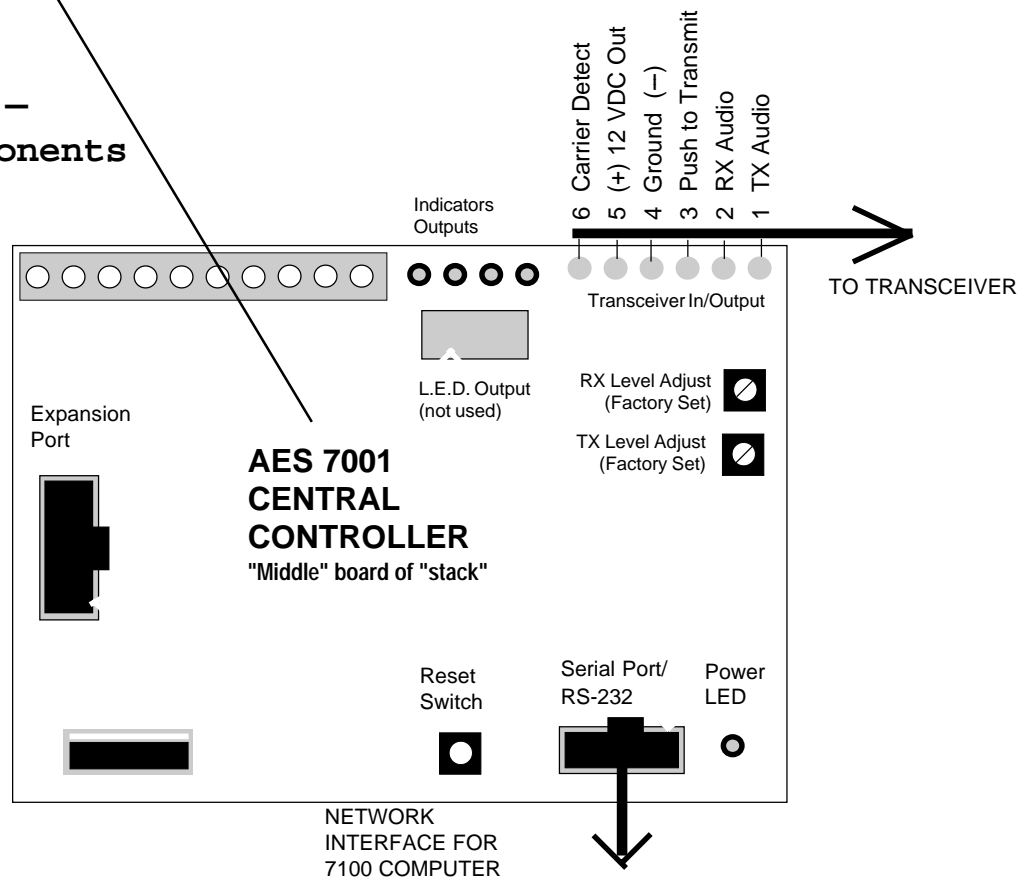 –
onents
6 Carrier Detect
5 (+) 12 VDC Out
4 Ground (—)
3 Push to Transmit
2 RX Audio
1 TX Audio
Indicators
Outputs
TO TRANSCEIVER
Transceiver In/Output
L.E.D. Output
(not used)
RX Level Adjust
(Factory Set)
TX Level Adjust
(Factory Set)
Expansion
Port
AES 7001
CENTRAL
CONTROLLER
"Middle" board of "stack"
Reset
Switch
Serial Port/
RS-232
Power
LED
NETWORK
INTERFACE FOR
7100 COMPUTER